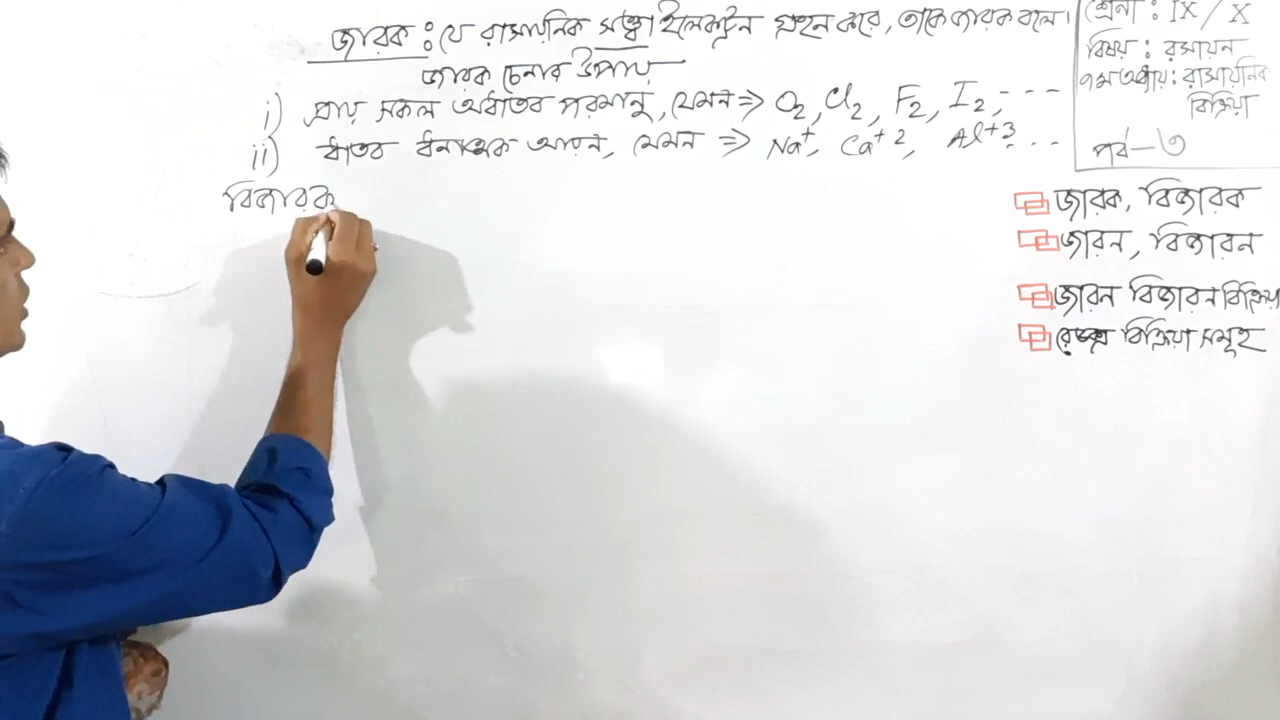 জারক : যে রাসায়নিক সত্ত্বা ইলেকট্রন গ্রহন করে, তাকে জারক বলে।
জারক চেনার উপায়
i) প্রায় সকল অধাতব পরমানু, যেমন ⇒ O₂, Cl₂, F₂, I₂, ---
ii) ধাতব ধনাত্মক আয়ন, যেমন ⇒ Na⁺, Ca⁺², Al⁺³, ...
বিজারক
শ্রেনী : IX / X
বিষয় : রসায়ন
৭ম অধ্যায় : রাসায়নিক
বিক্রিয়া
পর্ব - ৩
জারক, বিজারক
জারন, বিজারন
জারন বিজারন বিক্রিয়া
রেডক্স বিক্রিয়া সমূহ